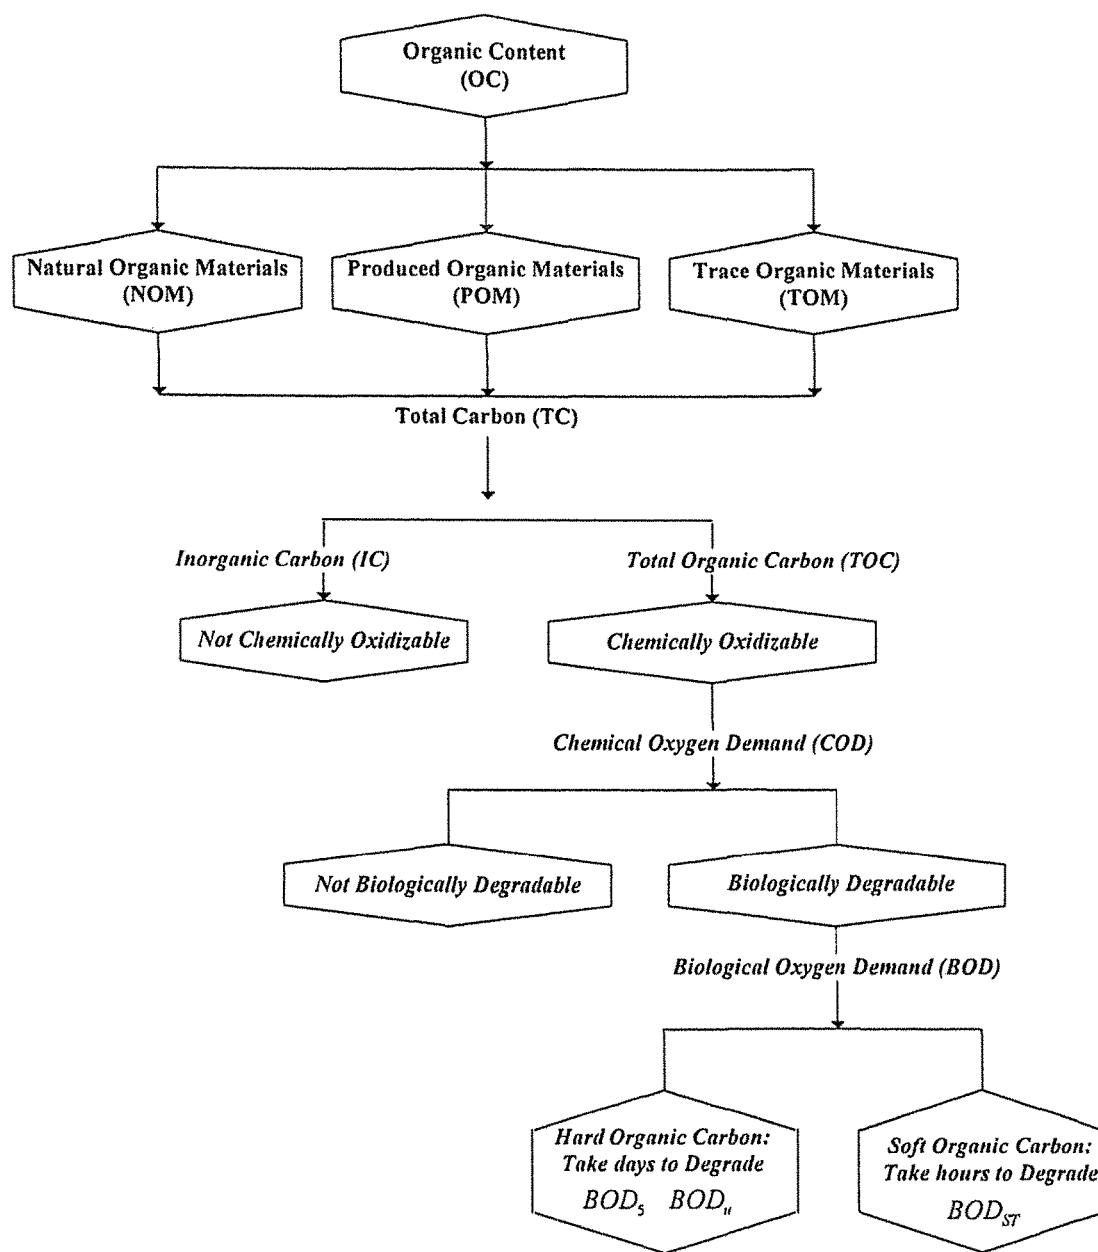 Organic Content
(OC)
Natural Organic Materials
(NOM)
Produced Organic Materials
(POM)
Trace Organic Materials
(TOM)
Total Carbon (TC)
Inorganic Carbon (IC)
Total Organic Carbon (TOC)
Not Chemically Oxidizable
Chemically Oxidizable
Chemical Oxygen Demand (COD)
Not Biologically Degradable
Biologically Degradable
Biological Oxygen Demand (BOD)
Hard Organic Carbon:
Take days to Degrade
BOD₅ BODᵤ
Soft Organic Carbon:
Take hours to Degrade
BOD_ST